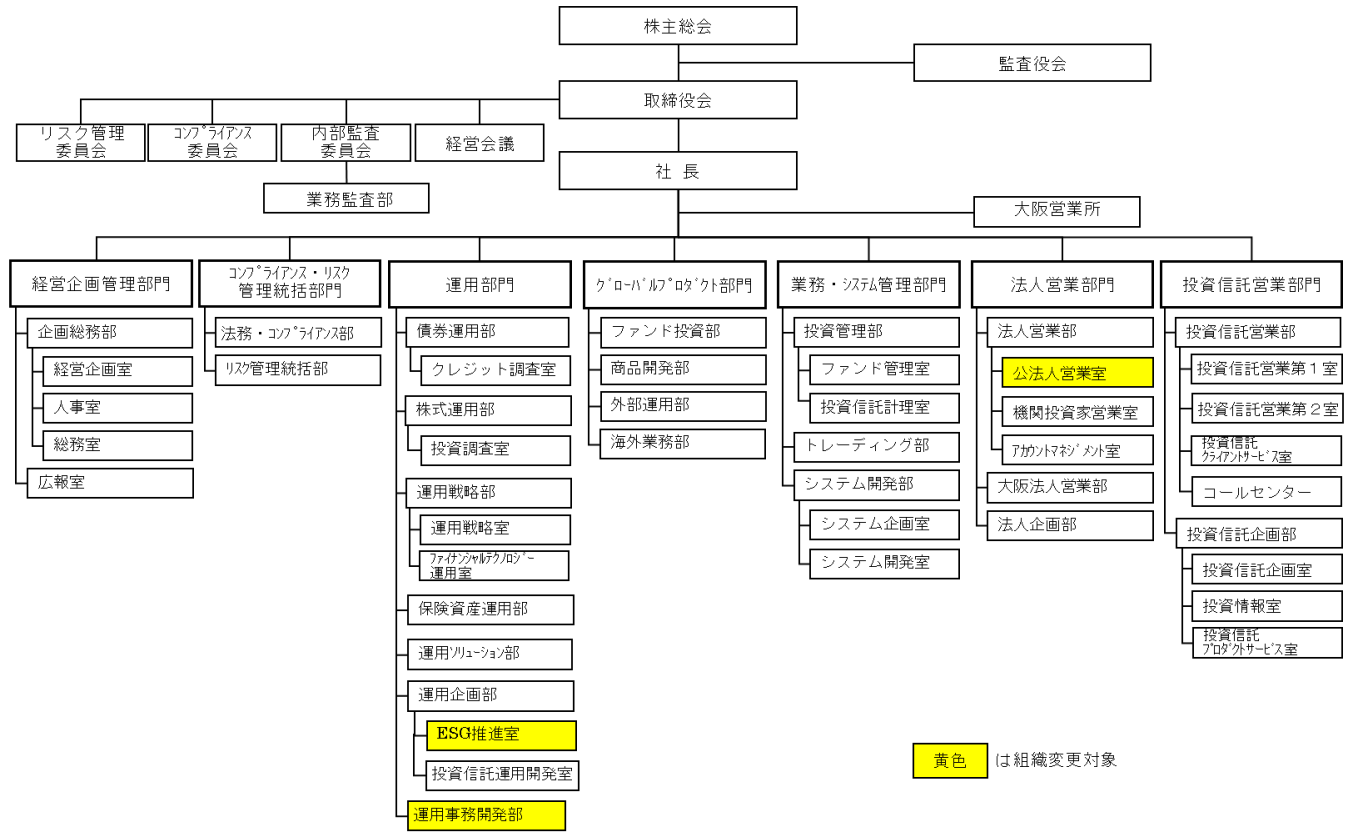 株主総会
監査役会
取締役会
リスク管理
委員会
ｺﾝﾌﾟﾗｲｱﾝｽ
委員会
内部監査
委員会
経営会議
社 長
業務監査部
大阪営業所
経営企画管理部門
企画総務部
経営企画室
人事室
総務室
広報室
ｺﾝﾌﾟﾗｲｱﾝｽ・ﾘｽｸ
管理統括部門
法務・ｺﾝﾌﾟﾗｲｱﾝｽ部
ﾘｽｸ管理統括部
運用部門
債券運用部
クレジット調査室
株式運用部
投資調査室
運用戦略部
運用戦略室
ﾌｧｲﾅﾝｼｬﾙﾃｸﾉﾛｼﾞｰ
運用室
保険資産運用部
運用ｿﾘｭｰｼｮﾝ部
運用企画部
ESG推進室
投資信託運用開発室
運用事務開発部
ｸﾞﾛｰﾊﾞﾙﾌﾟﾛﾀﾞｸﾄ部門
ファンド投資部
商品開発部
外部運用部
海外業務部
業務・ｼｽﾃﾑ管理部門
投資管理部
ファンド管理室
投資信託計理室
トレーディング部
システム開発部
システム企画室
システム開発室
法人営業部門
法人営業部
公法人営業室
機関投資家営業室
ｱｶｳﾝﾄﾏﾈｼﾞﾒﾝﾄ室
大阪法人営業部
法人企画部
投資信託営業部門
投資信託営業部
投資信託営業第１室
投資信託営業第２室
投資信託
ｸﾗｲｱﾝﾄｻｰﾋﾞｽ室
コールセンター
投資信託企画部
投資信託企画室
投資情報室
投資信託
ﾌﾟﾛﾀﾞｸﾄｻｰﾋﾞｽ室
黄色 は組織変更対象